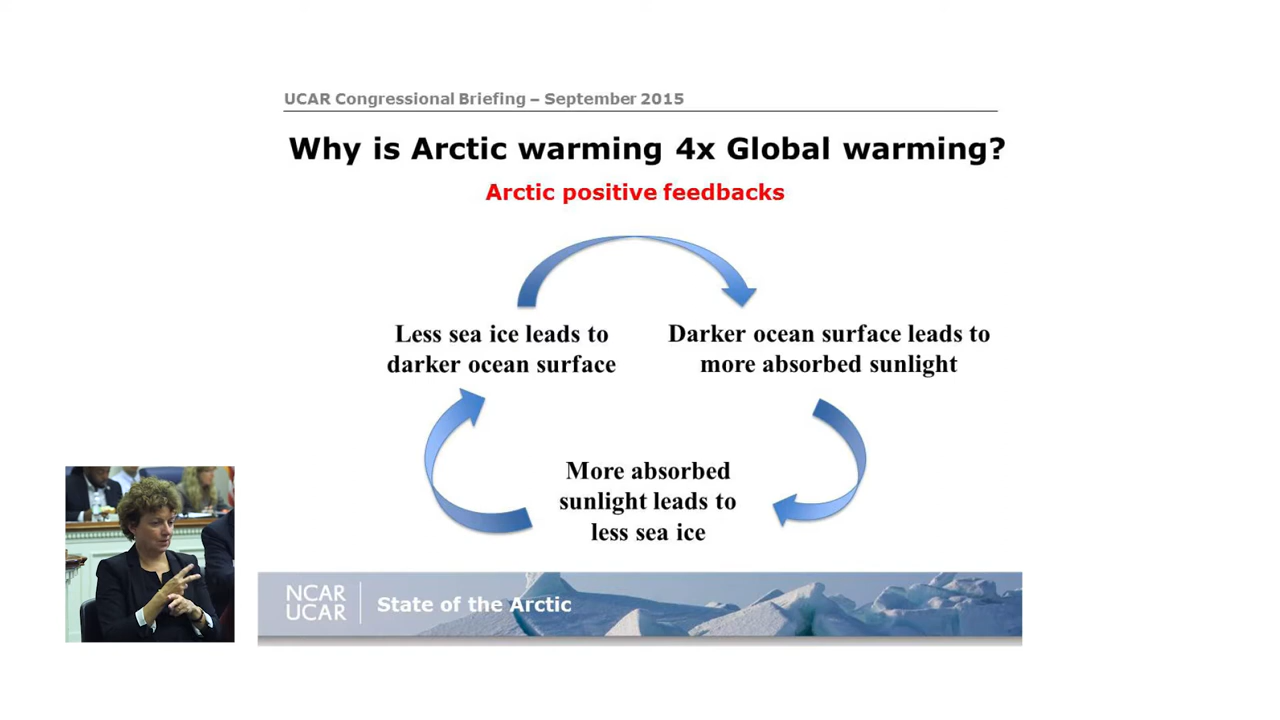 UCAR Congressional Briefing – September 2015
Why is Arctic warming 4x Global warming?
Arctic positive feedbacks
Less sea ice leads to
darker ocean surface
Darker ocean surface leads to
more absorbed sunlight
More absorbed
sunlight leads to
less sea ice
NCAR
UCAR
State of the Arctic